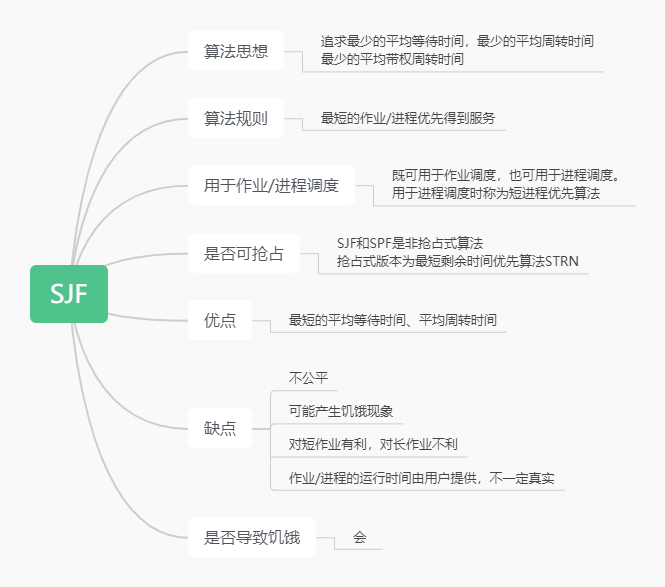 算法思想
追求最少的平均等待时间，最少的平均周转时间
最少的平均带权周转时间
算法规则
最短的作业/进程优先得到服务
用于作业/进程调度
既可用于作业调度，也可用于进程调度。
用于进程调度时称为短进程优先算法
是否可抢占
SJF和SPF是非抢占式算法
抢占式版本为最短剩余时间优先算法STRN
SJF
优点
最短的平均等待时间、平均周转时间
缺点
不公平
可能产生饥饿现象
对短作业有利，对长作业不利
作业/进程的运行时间由用户提供，不一定真实
是否导致饥饿
会